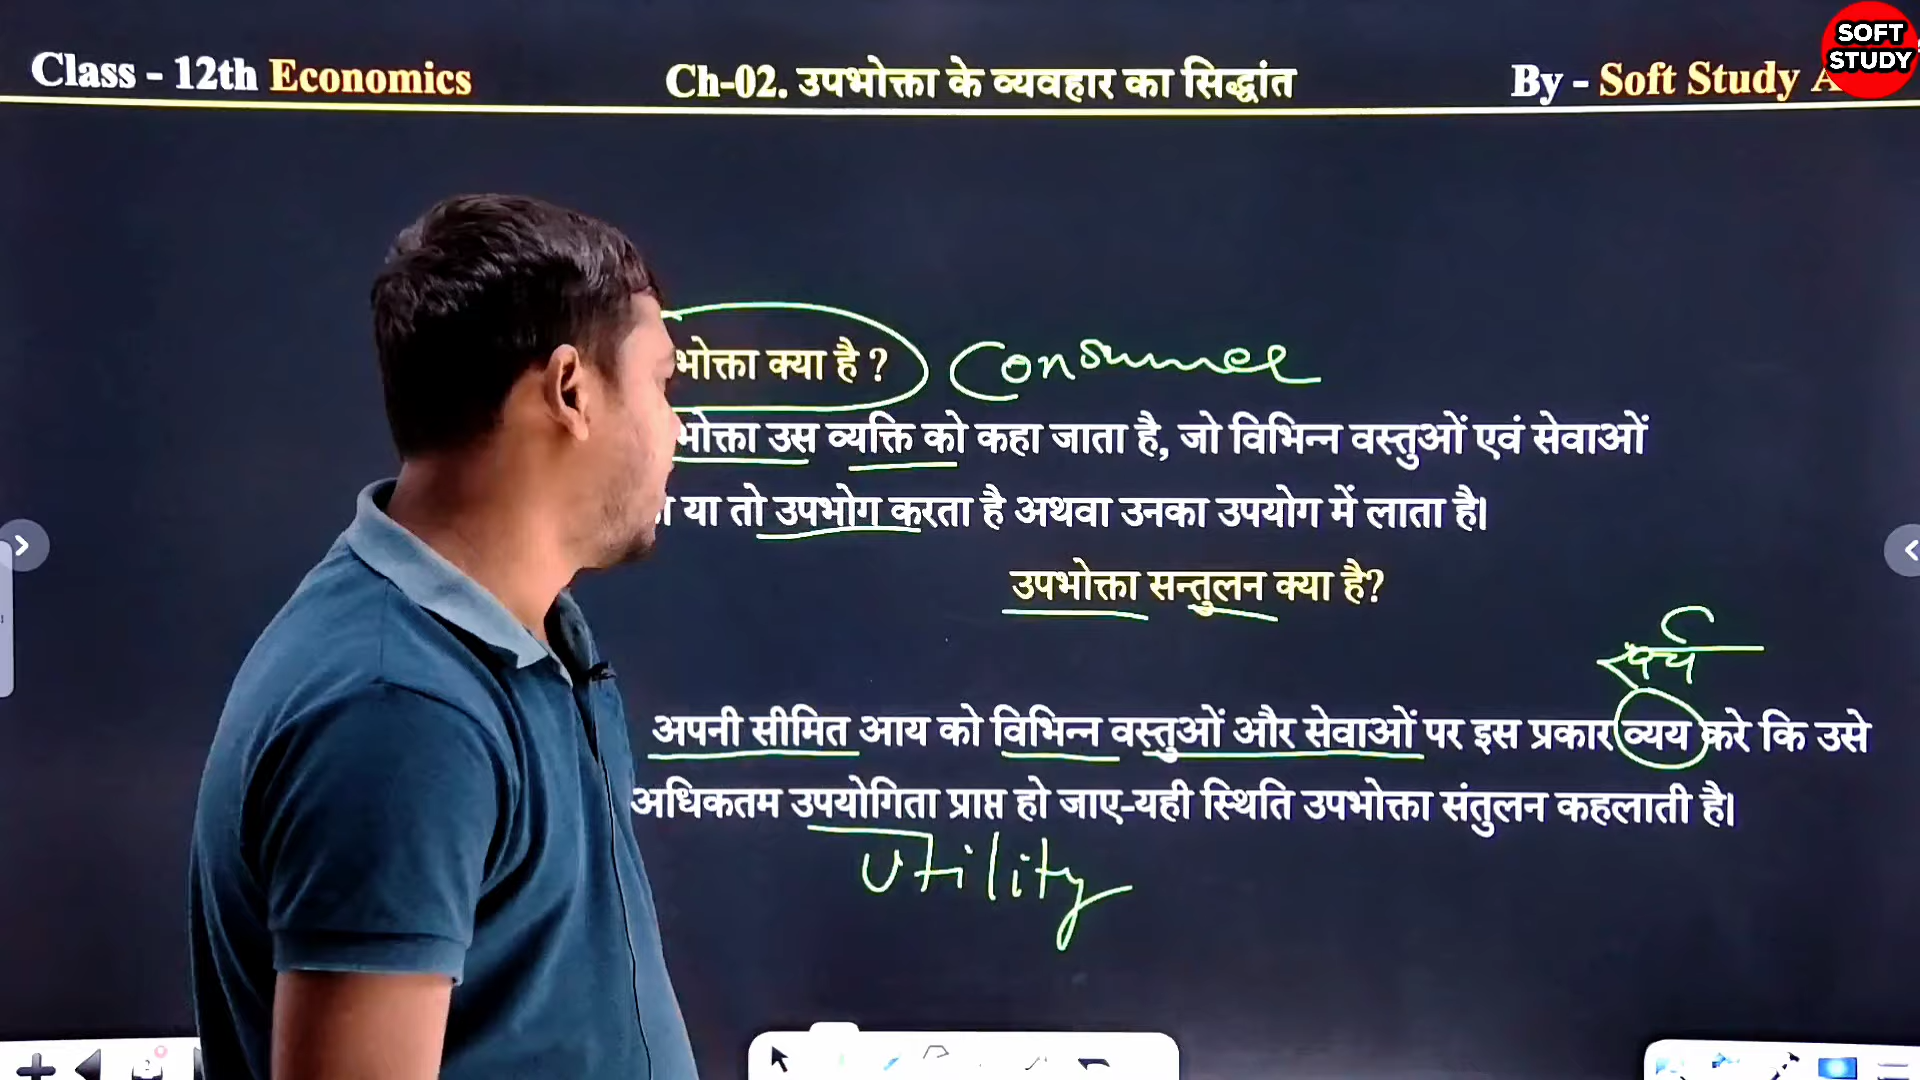 SOFT
STUDY
Class - 12th Economics
Ch-02. उपभोक्ता के व्यवहार का सिद्धांत
By - Soft Study A
भोक्ता क्या है ?
Consumer
भोक्ता उस व्यक्ति को कहा जाता है, जो विभिन्न वस्तुओं एवं सेवाओं
या तो उपभोग करता है अथवा उनका उपयोग में लाता है।
उपभोक्ता सन्तुलन क्या है?
खर्च
अपनी सीमित आय को विभिन्न वस्तुओं और सेवाओं पर इस प्रकार व्यय करे कि उसे
अधिकतम उपयोगिता प्राप्त हो जाए-यही स्थिति उपभोक्ता संतुलन कहलाती है।
Utility